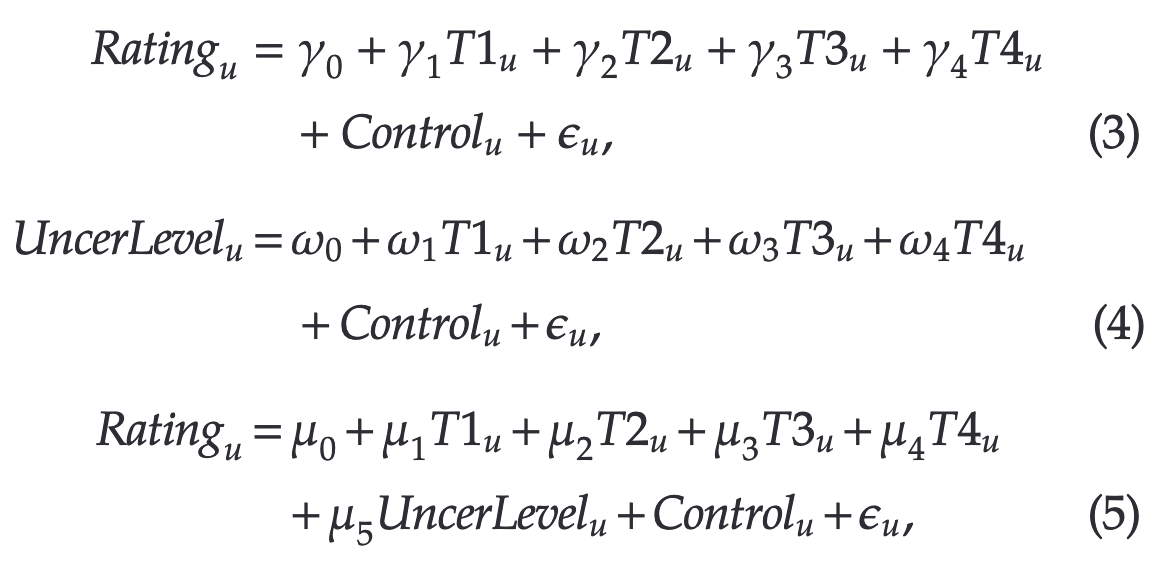 Rating_u = γ_0 + γ_1T1_u + γ_2T2_u + γ_3T3_u + γ_4T4_u
+ Control_u + ϵ_u, (3)
UncerLevel_u = ω_0 + ω_1T1_u + ω_2T2_u + ω_3T3_u + ω_4T4_u
+ Control_u + ϵ_u, (4)
Rating_u = μ_0 + μ_1T1_u + μ_2T2_u + μ_3T3_u + μ_4T4_u
+ μ_5UncerLevel_u + Control_u + ϵ_u, (5)